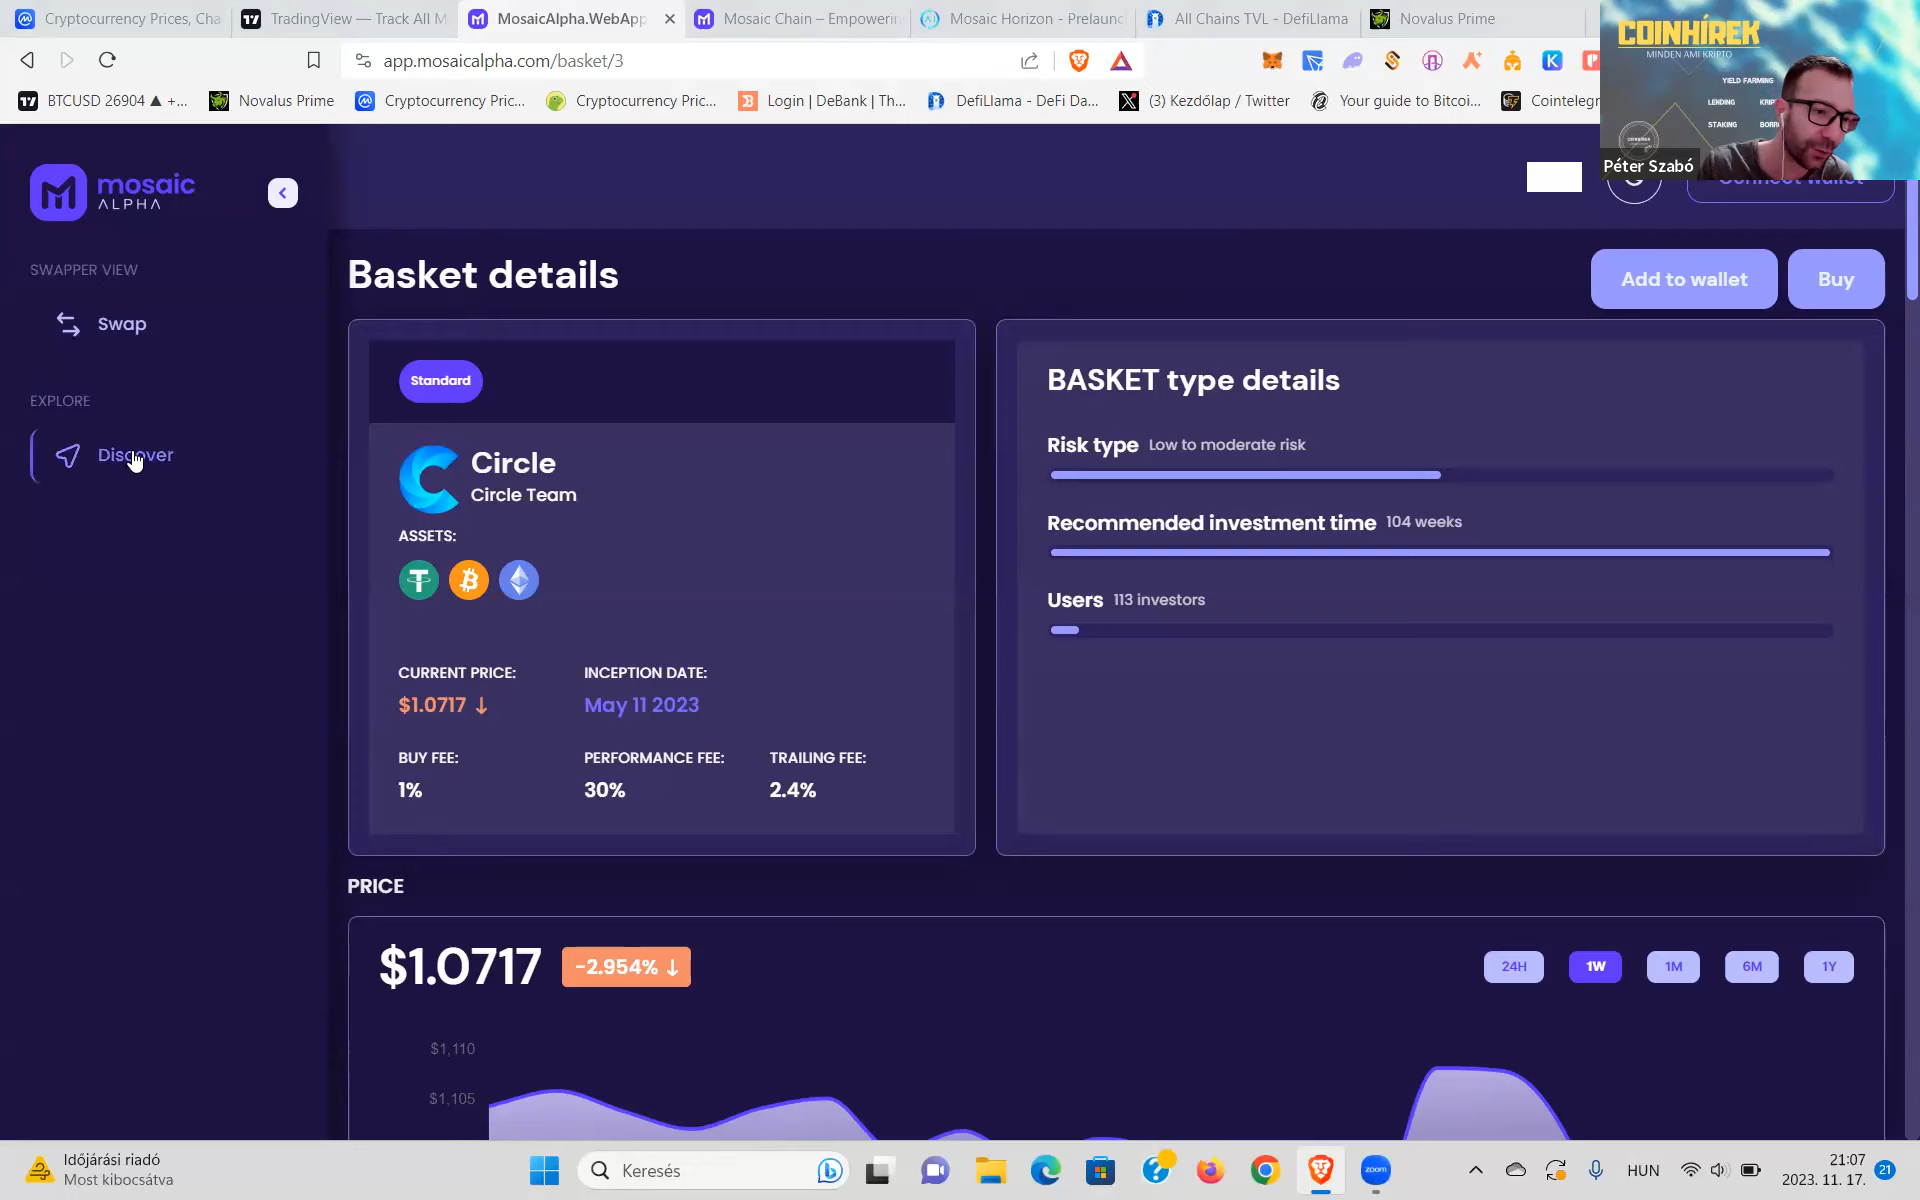 Cryptocurrency Prices, Cha
TradingView — Track All M
MosaicAlpha.WebApp
Mosaic Chain – Empowerin
Mosaic Horizon - Prelaunc
All Chains TVL - DefiLlama
Novalus Prime
app.mosaicalpha.com/basket/3
BTCUSD 26904 ▲ +...
Novalus Prime
Cryptocurrency Pric...
Cryptocurrency Pric...
Login | DeBank | Th...
DefiLlama - DeFi Da...
(3) Kezdőlap / Twitter
Your guide to Bitcoi...
Cointelegr
COINHÍREK
MINDEN AMI KRIPTO
YIELD FARMING
LENDING
STAKING
Péter Szabó
mosaic
ALPHA
Connect wallet
SWAPPER VIEW
Swap
EXPLORE
Discover
Basket details
Add to wallet
Buy
Standard
Circle
Circle Team
ASSETS:
CURRENT PRICE:
$1.0717 ↓
INCEPTION DATE:
May 11 2023
BUY FEE:
1%
PERFORMANCE FEE:
30%
TRAILING FEE:
2.4%
BASKET type details
Risk type Low to moderate risk
Recommended investment time 104 weeks
Users 113 investors
PRICE
$1.0717
-2.954% ↓
24H
1W
1M
6M
1Y
$1,110
$1,105
Időjárási riadó
Most kibocsátva
Keresés
zoom
HUN
21:07
2023. 11. 17.
21